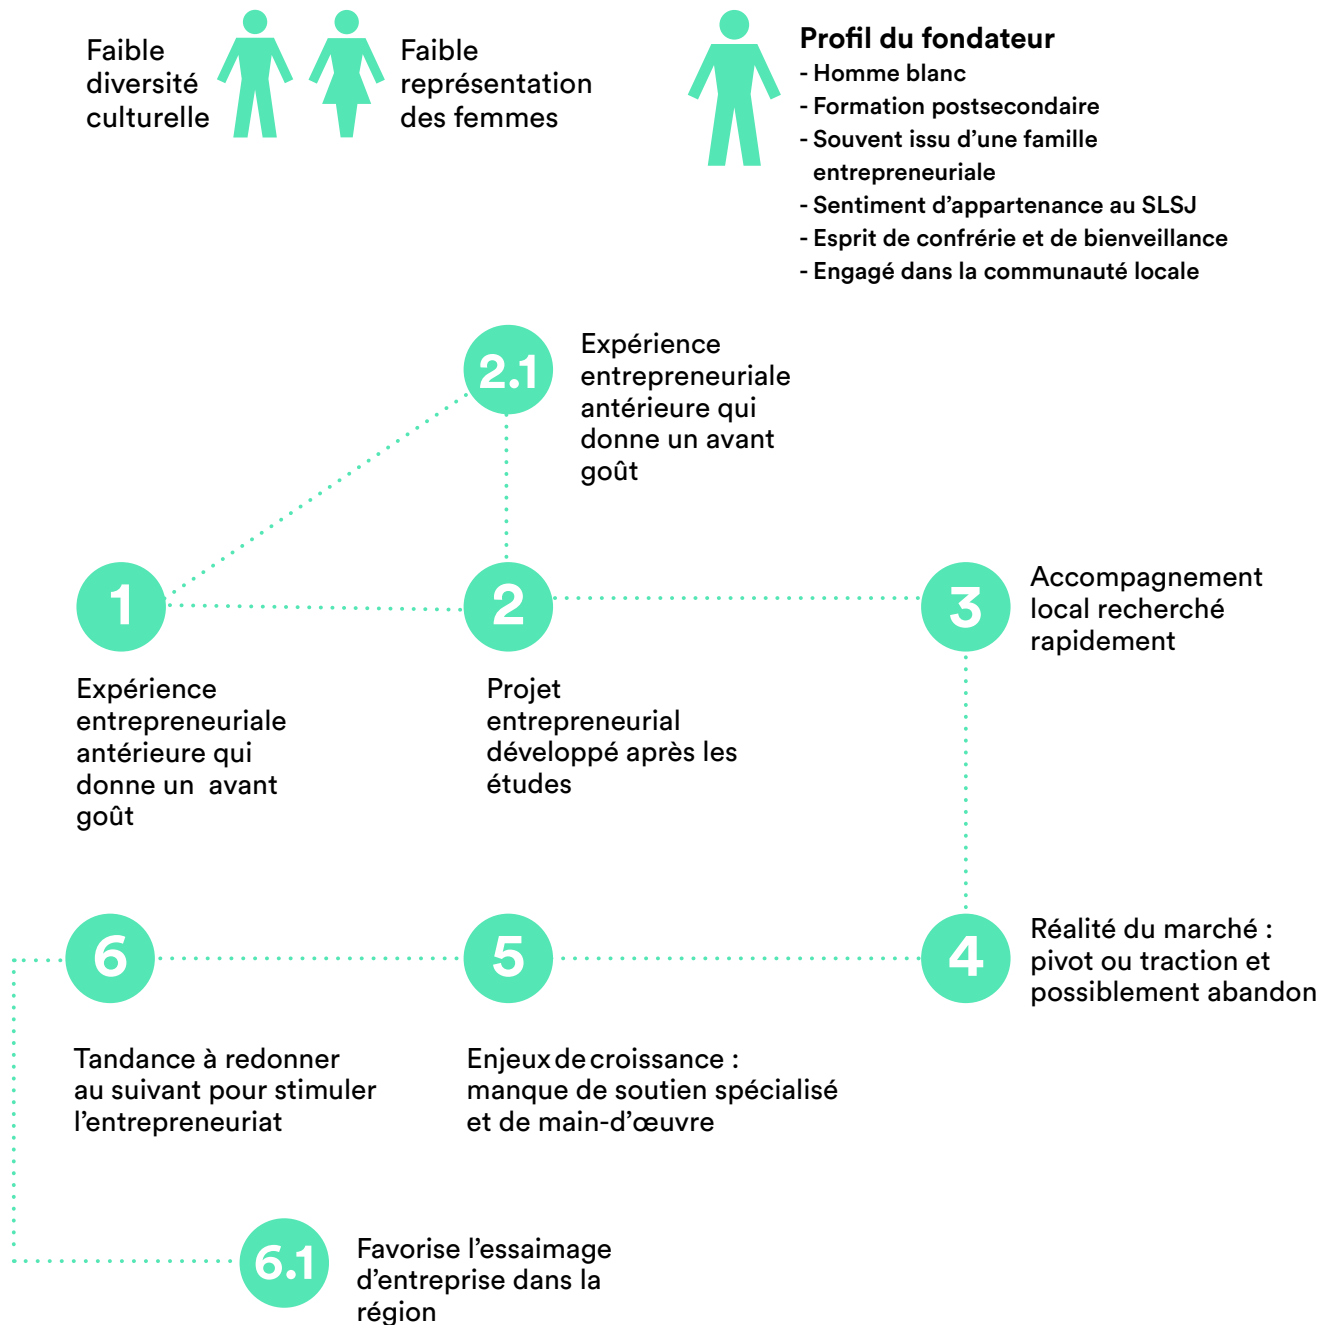 Faible
diversité
culturelle
Faible
représentation
des femmes
Profil du fondateur
- Homme blanc
- Formation postsecondaire
- Souvent issu d’une famille
entrepreneuriale
- Sentiment d’appartenance au SLSJ
- Esprit de confrérie et de bienveillance
- Engagé dans la communauté locale
2.1
Expérience
entrepreneuriale
antérieure qui
donne un avant
goût
1
Expérience
entrepreneuriale
antérieure qui
donne un avant
goût
2
Projet
entrepreneurial
développé après les
études
3
Accompagnement
local recherché
rapidement
4
Réalité du marché :
pivot ou traction et
possiblement abandon
5
Enjeux de croissance :
manque de soutien spécialisé
et de main-d’œuvre
6
Tandance à redonner
au suivant pour stimuler
l’entrepreneuriat
6.1
Favorise l’essaimage
d’entreprise dans la
région